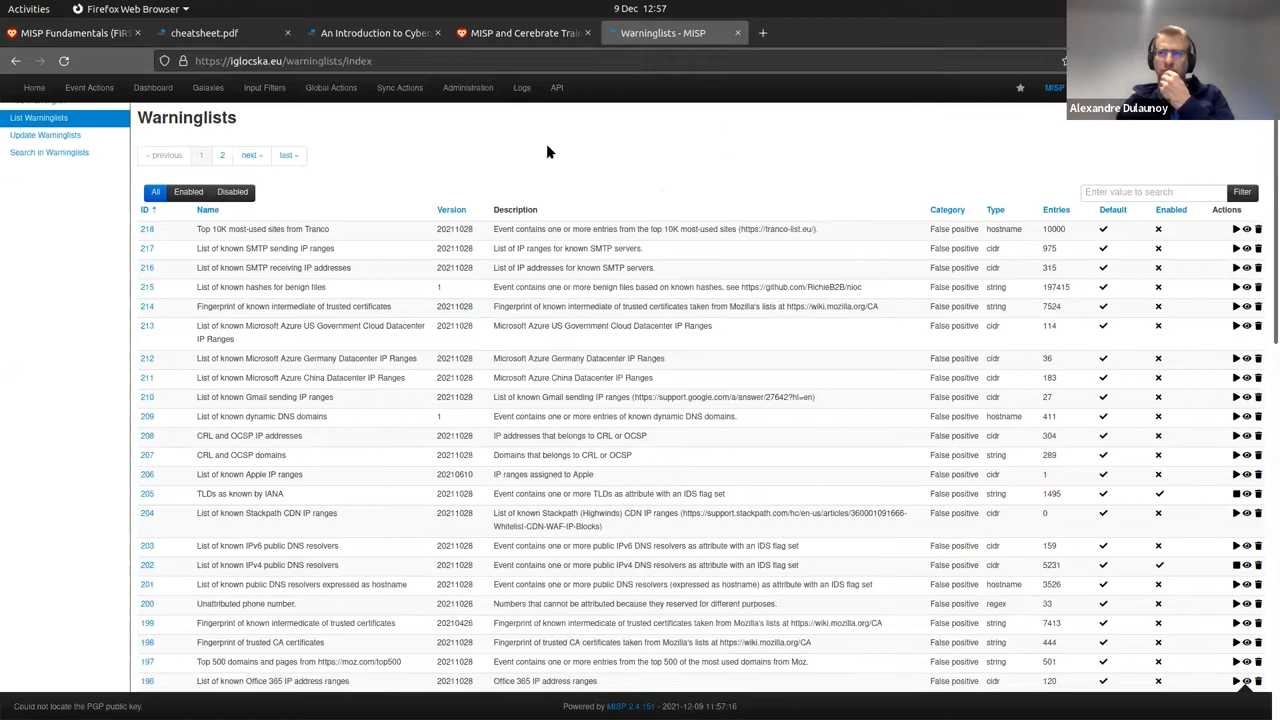 Activities Firefox Web Browser 9 Dec 12:57
MISP Fundamentals (FIRS cheatsheet.pdf An Introduction to Cyber MISP and Cerebrate Train Warninglists - MISP
https://iglocska.eu/warninglists/index
Home Event Actions Dashboard Galaxies Input Filters Global Actions Sync Actions Administration Logs API MISP
Alexandre Dulaunoy
List Warninglists
Update Warninglists
Search in Warninglists
Warninglists
« previous 1 2 next » last »
All Enabled Disabled Enter value to search Filter
ID Name Version Description Category Type Entries Default Enabled Actions
218 Top 10K most-used sites from Tranco 20211028 Event contains one or more entries from the top 10K most-used sites (https://tranco-list.eu/). False positive hostname 10000
217 List of known SMTP sending IP ranges 20211028 List of IP ranges for known SMTP servers. False positive cidr 975
216 List of known SMTP receiving IP addresses 20211028 List of IP addresses for known SMTP servers. False positive cidr 315
215 List of known hashes for benign files 1 Event contains one or more benign files based on known hashes, see https://github.com/RichieB2B/nioc False positive string 197415
214 Fingerprint of known intermediate of trusted certificates 20211028 Fingerprint of known intermediate of trusted certificates taken from Mozilla's lists at https://wiki.mozilla.org/CA False positive string 7524
213 List of known Microsoft Azure US Government Cloud Datacenter 20211028 Microsoft Azure US Government Cloud Datacenter IP Ranges False positive cidr 114
IP Ranges
212 List of known Microsoft Azure Germany Datacenter IP Ranges 20211028 Microsoft Azure Germany Datacenter IP Ranges False positive cidr 36
211 List of known Microsoft Azure China Datacenter IP Ranges 20211028 Microsoft Azure China Datacenter IP Ranges False positive cidr 183
210 List of known Gmail sending IP ranges 20211028 List of known Gmail sending IP ranges (https://support.google.com/a/answer/27642?hl=en) False positive cidr 27
209 List of known dynamic DNS domains 1 Event contains one or more entries of known dynamic DNS domains. False positive hostname 411
208 CRL and OCSP IP addresses 20211028 IP addresses that belongs to CRL or OCSP False positive cidr 304
207 CRL and OCSP domains 20211028 Domains that belongs to CRL or OCSP False positive string 289
206 List of known Apple IP ranges 20210610 IP ranges assigned to Apple False positive cidr 1
205 TLDs as known by IANA 20211028 Event contains one or more TLDs as attribute with an IDS flag set False positive string 1495
204 List of known Stackpath CDN IP ranges 20211028 List of known Stackpath (Highwinds) CDN IP ranges (https://support.stackpath.com/hc/en-us/articles/360001091666- False positive cidr 0
Whitelist-CDN-WAF-IP-Blocks)
203 List of known IPv6 public DNS resolvers 20211028 Event contains one or more public IPv6 DNS resolvers as attribute with an IDS flag set False positive cidr 159
202 List of known IPv4 public DNS resolvers 20211028 Event contains one or more public IPv4 DNS resolvers as attribute with an IDS flag set False positive cidr 5231
201 List of known public DNS resolvers expressed as hostname 20211028 Event contains one or more public DNS resolvers (expressed as hostname) as attribute with an IDS flag set False positive hostname 3526
200 Unattributed phone number. 20211028 Numbers that cannot be attributed because they reserved for different purposes. False positive regex 33
199 Fingerprint of known intermediate of trusted certificates 20210426 Fingerprint of known intermediate of trusted certificates taken from Mozilla's lists at https://wiki.mozilla.org/CA False positive string 7413
198 Fingerprint of trusted CA certificates 20211028 Fingerprint of trusted CA certificates taken from Mozilla's lists at https://wiki.mozilla.org/CA False positive string 444
197 Top 500 domains and pages from https://moz.com/top500 20211028 Event contains one or more entries from the top 500 of the most used domains from Moz. False positive string 501
196 List of known Office 365 IP address ranges 20211028 Office 365 IP address ranges False positive cidr 120
Could not locate the PGP public key. Powered by MISP 2.4.151 - 2021-12-09 11:57:16